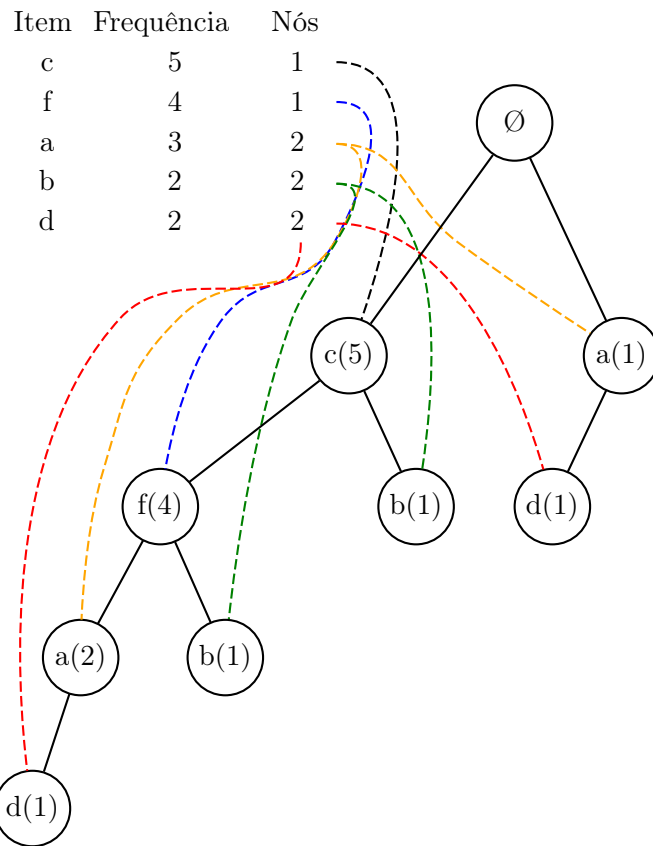 Item Frequência Nós
c 5 1
f 4 1
a 3 2
b 2 2
d 2 2
Ø
c(5) a(1)
f(4) b(1) d(1)
a(2) b(1)
d(1)